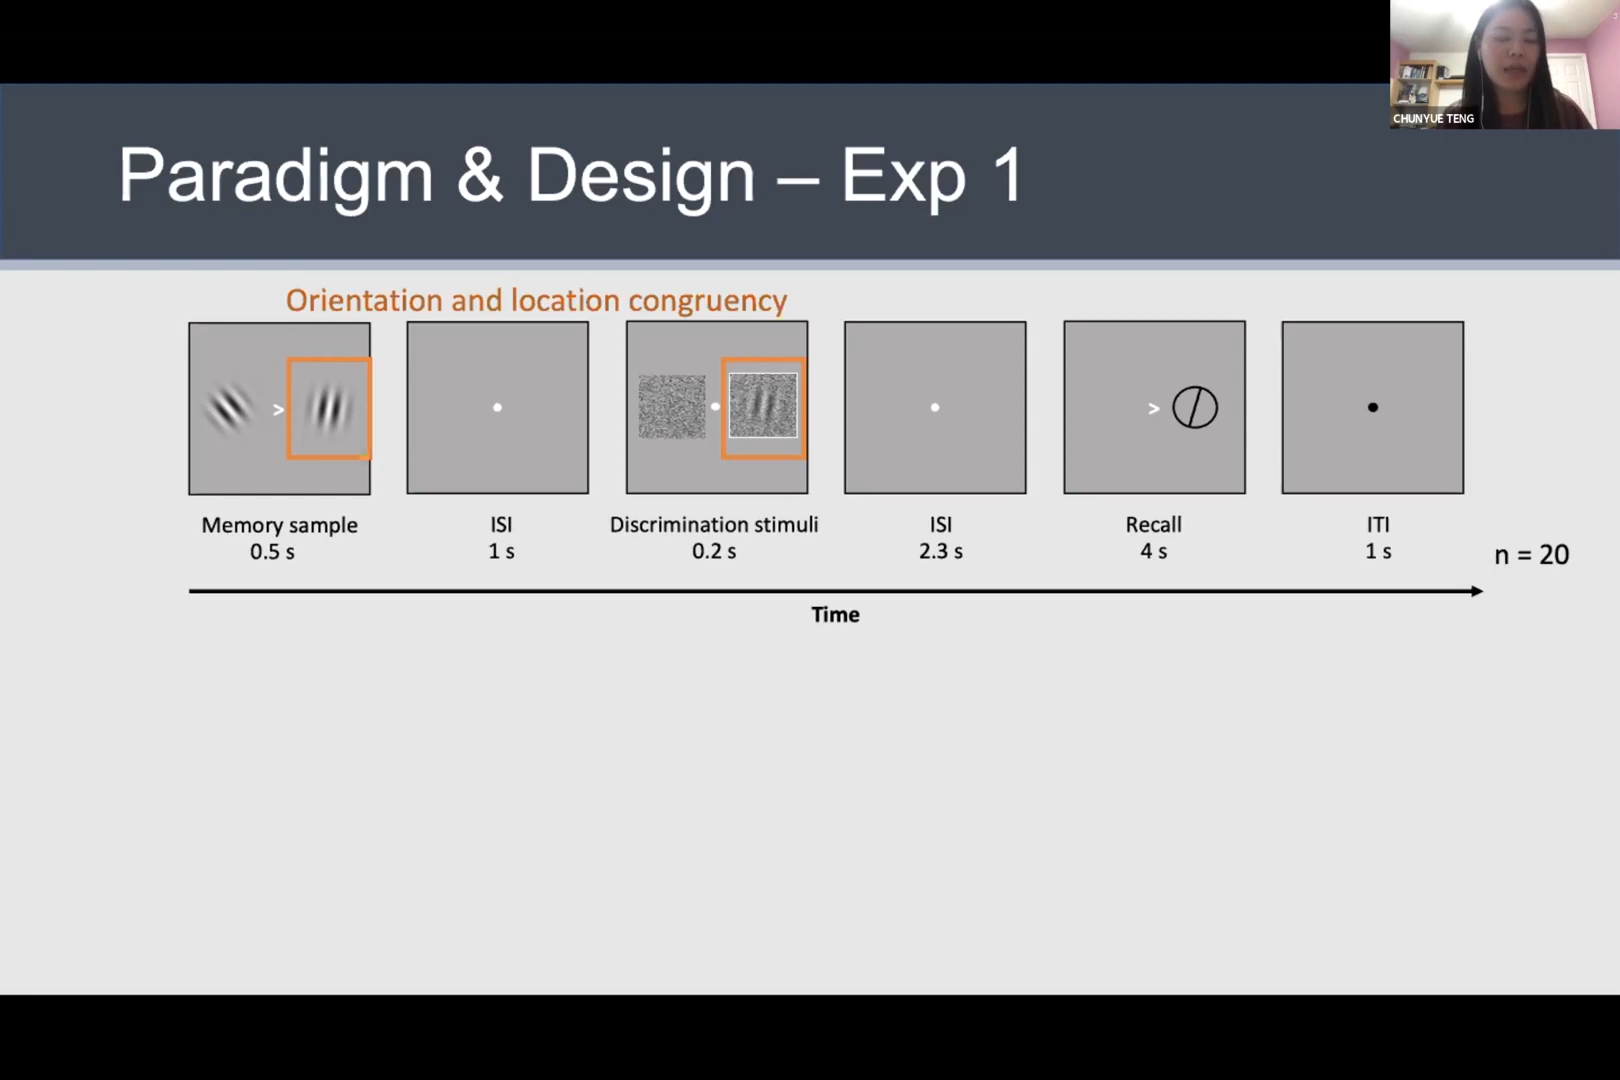 CHUNYUE TENG
Paradigm & Design – Exp 1
Orientation and location congruency
>
>
Memory sample
0.5 s
ISI
1 s
Discrimination stimuli
0.2 s
ISI
2.3 s
Recall
4 s
ITI
1 s
n = 20
Time